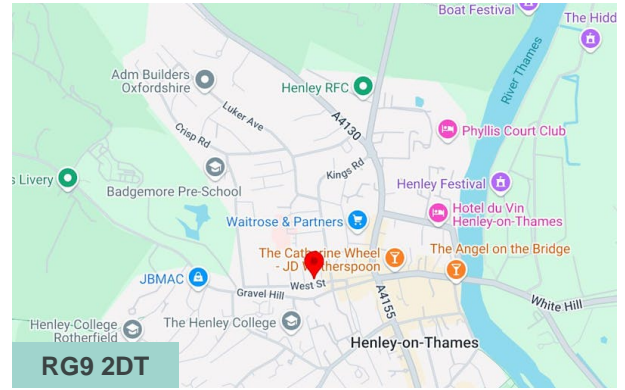 Boat Festival
The Hidd
Adm Builders
Oxfordshire
Henley RFC
River Thames
Luker Ave
A4130
Crisp Rd
Phyllis Court Club
Kings Rd
s Livery
Badgemore Pre-School
Henley Festival
Waitrose & Partners
Hotel du Vin
Henley-on-Thames
The Catherine Wheel
- JD Wetherspoon
The Angel on the Bridge
JBMAC
West St
Gravel Hill
A4155
White Hill
Henley-College
Rotherfield
The Henley College
Henley-on-Thames
RG9 2DT